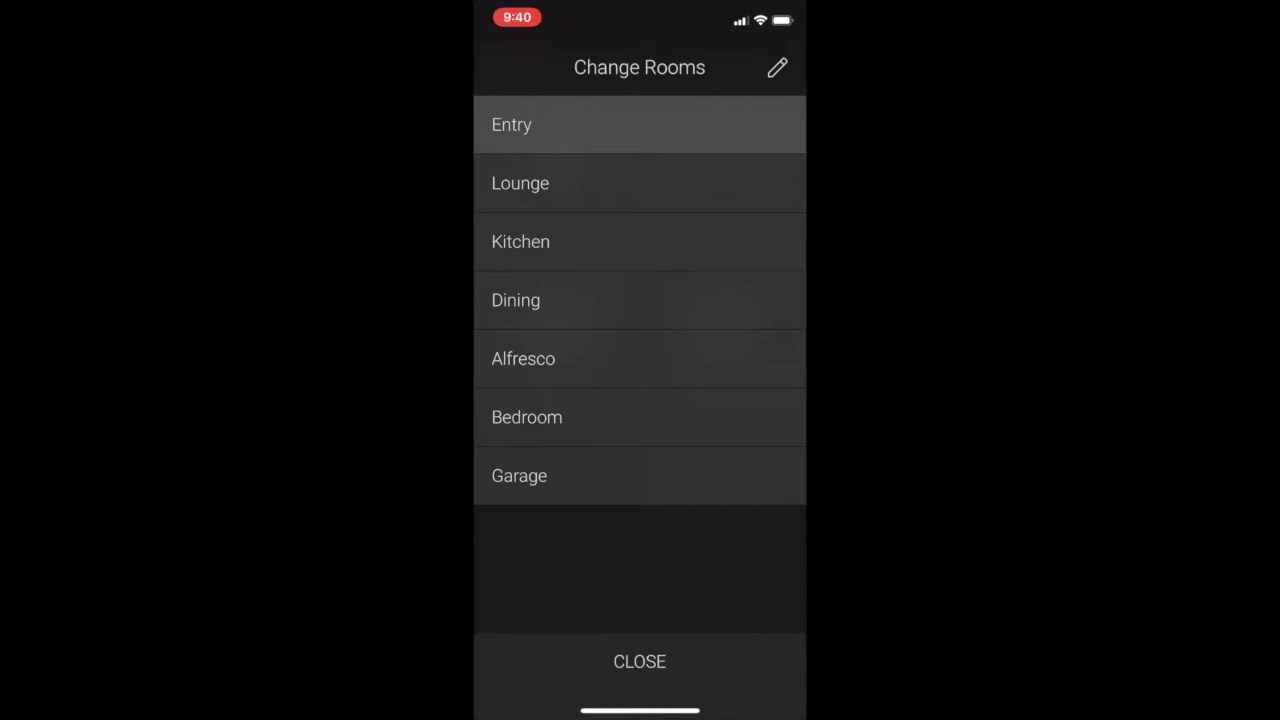 9:40
Change Rooms
Entry
Lounge
Kitchen
Dining
Alfresco
Bedroom
Garage
CLOSE